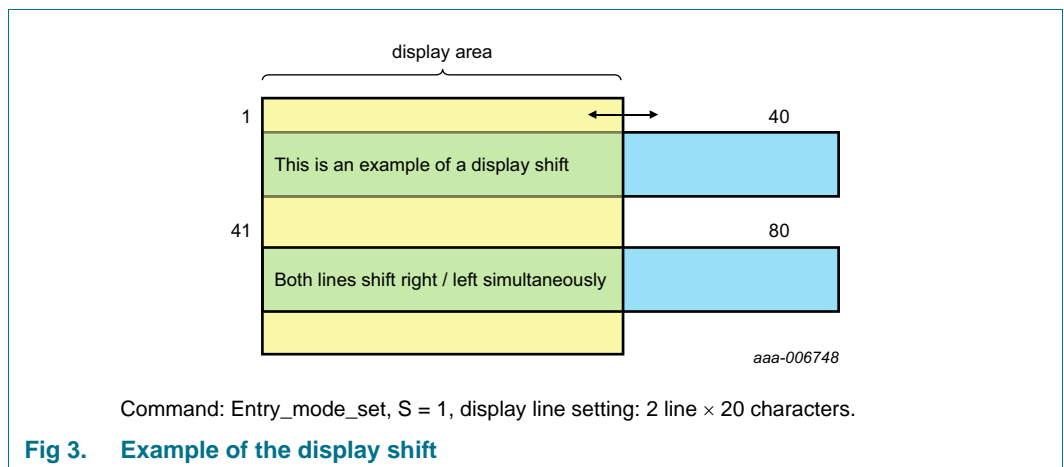 display area
1
40
This is an example of a display shift
41
80
Both lines shift right / left simultaneously
aaa-006748
Command: Entry_mode_set, S = 1, display line setting: 2 line × 20 characters.
Fig 3. Example of the display shift